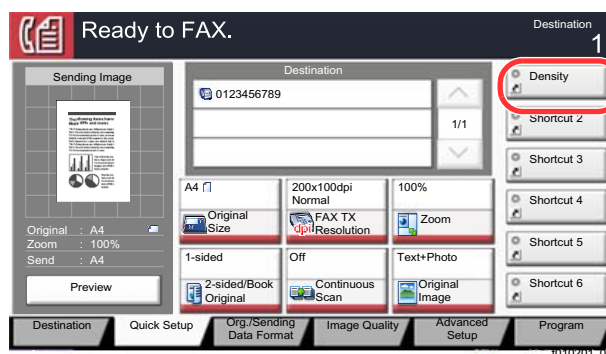 Ready to FAX.
Destination
1
Sending Image
Original : A4
Zoom : 100%
Send : A4
Preview
Destination
0123456789
1/1
A4
Original
Size
200x100dpi
Normal
FAX TX
Resolution
100%
Zoom
1-sided
2-sided/Book
Original
Off
Continuous
Scan
Text+Photo
Original
Image
Density
Shortcut 2
Shortcut 3
Shortcut 4
Shortcut 5
Shortcut 6
Destination
Quick Setup
Org./Sending
Data Format
Image Quality
Advanced
Setup
Program